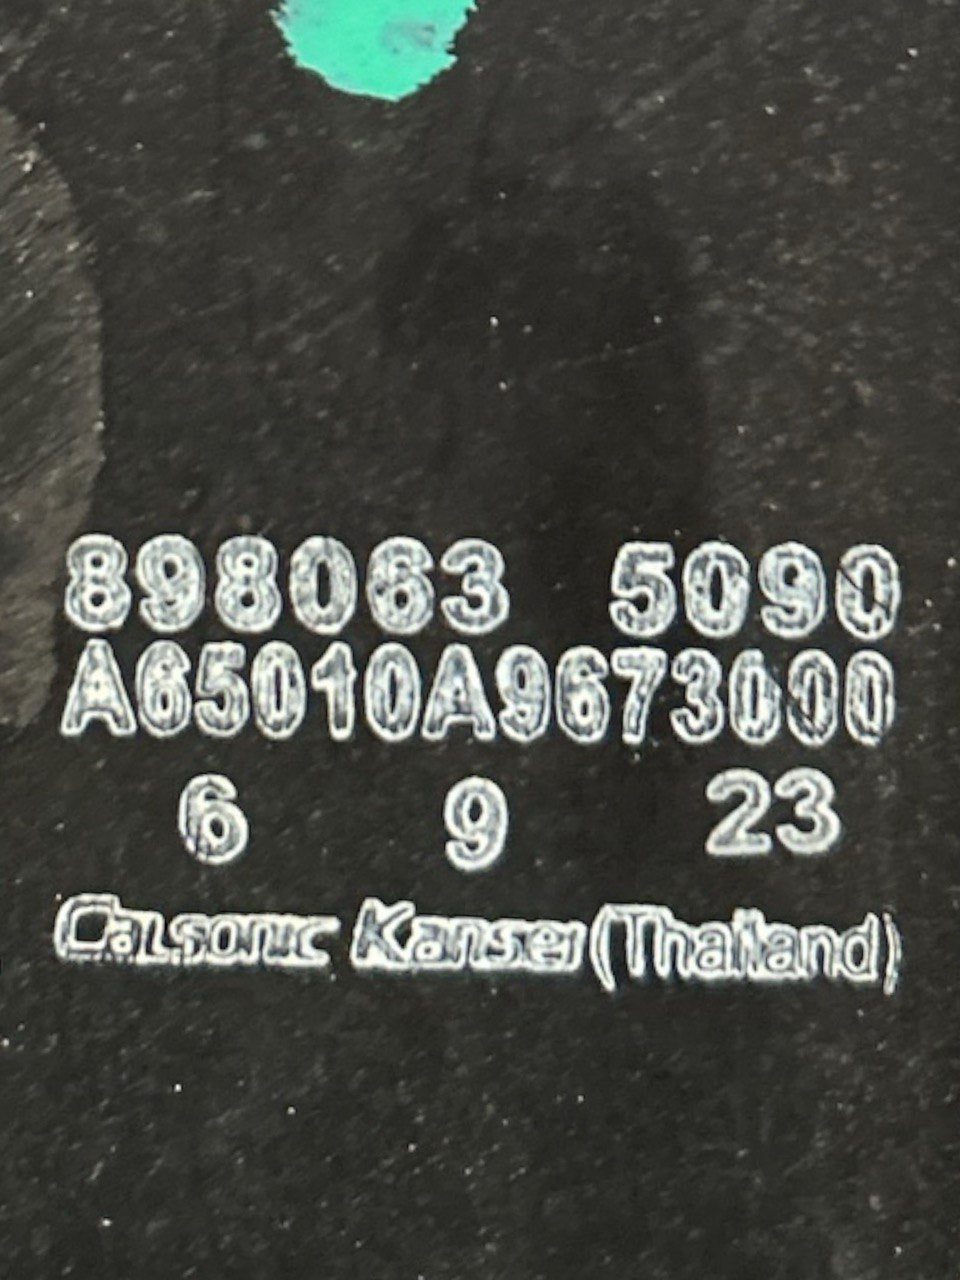 898063 5090
A65010A9673000
6 9 23
Calsonic Kansei (Thailand)